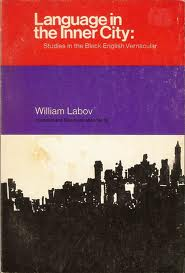 Language in
the Inner City:
Studies in the Black English Vernacular
William Labov